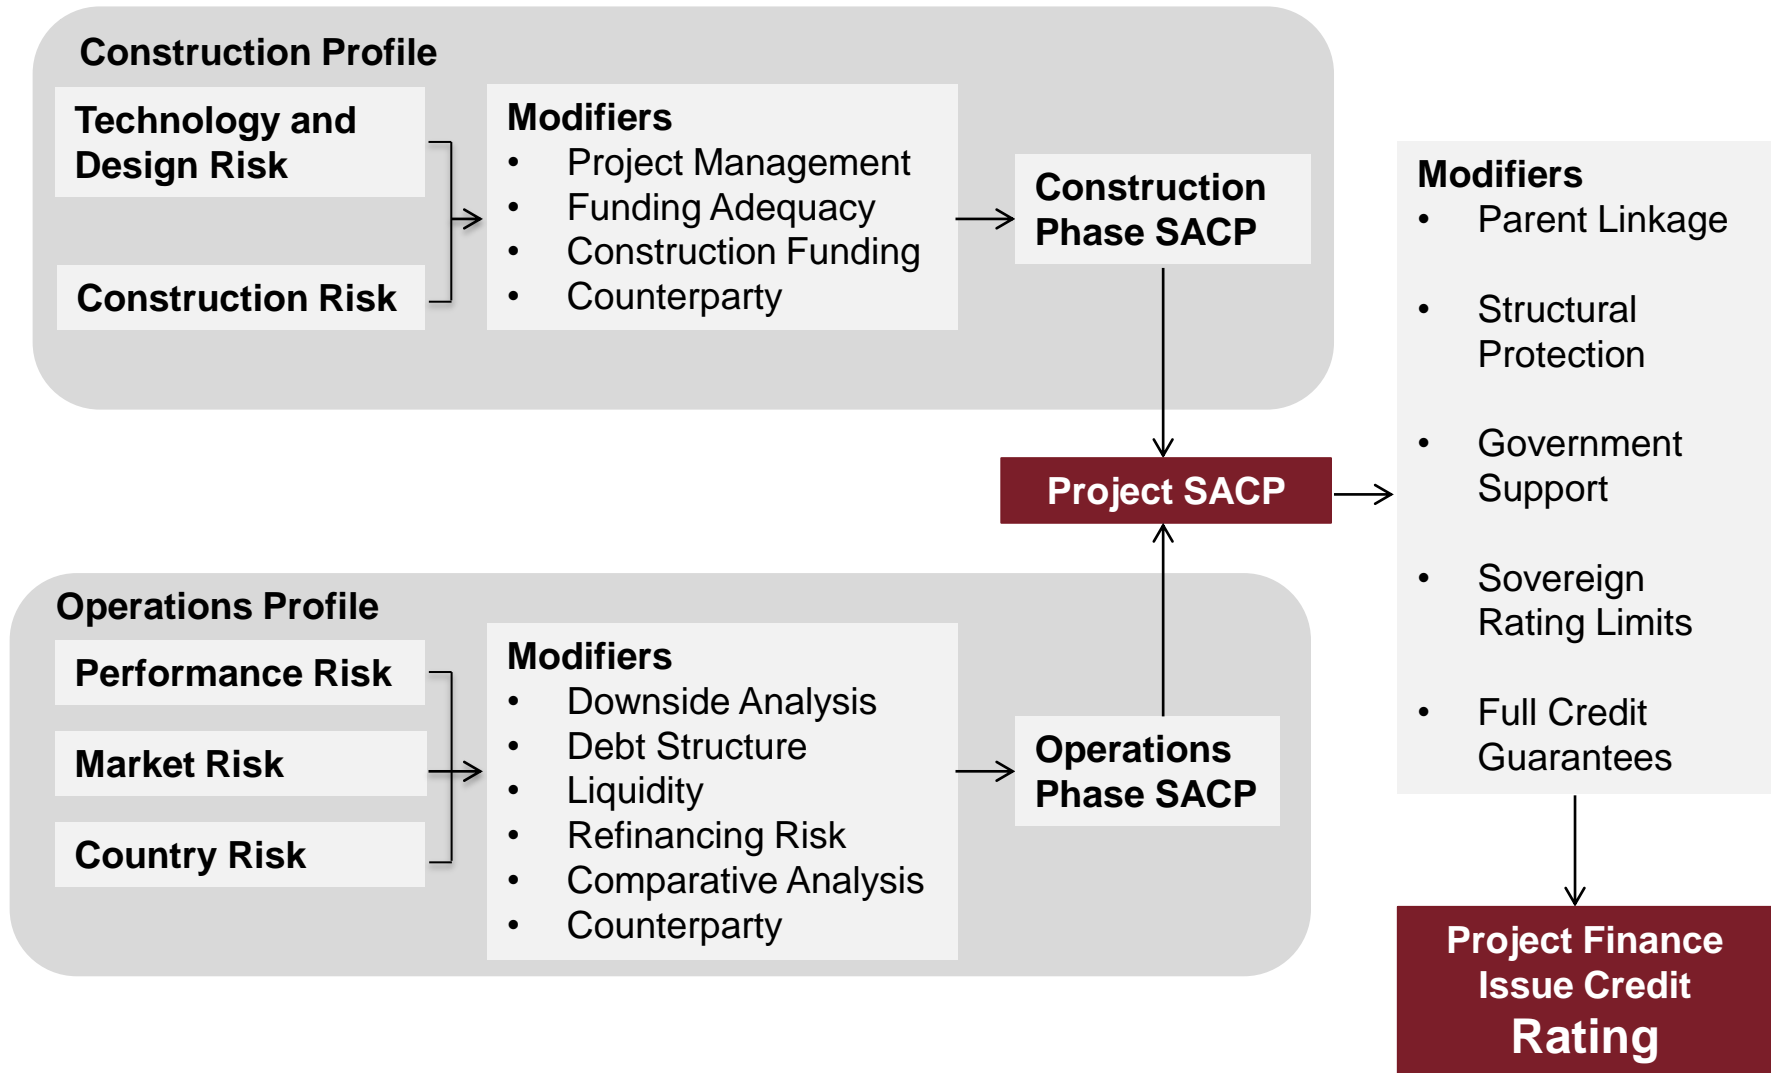 Construction Profile
Technology and
Design Risk
Construction Risk
Modifiers
• Project Management
• Funding Adequacy
• Construction Funding
• Counterparty
Construction
Phase SACP
Project SACP
Operations Profile
Performance Risk
Market Risk
Country Risk
Modifiers
• Downside Analysis
• Debt Structure
• Liquidity
• Refinancing Risk
• Comparative Analysis
• Counterparty
Operations
Phase SACP
Modifiers
• Parent Linkage
• Structural
Protection
• Government
Support
• Sovereign
Rating Limits
• Full Credit
Guarantees
Project Finance
Issue Credit
Rating